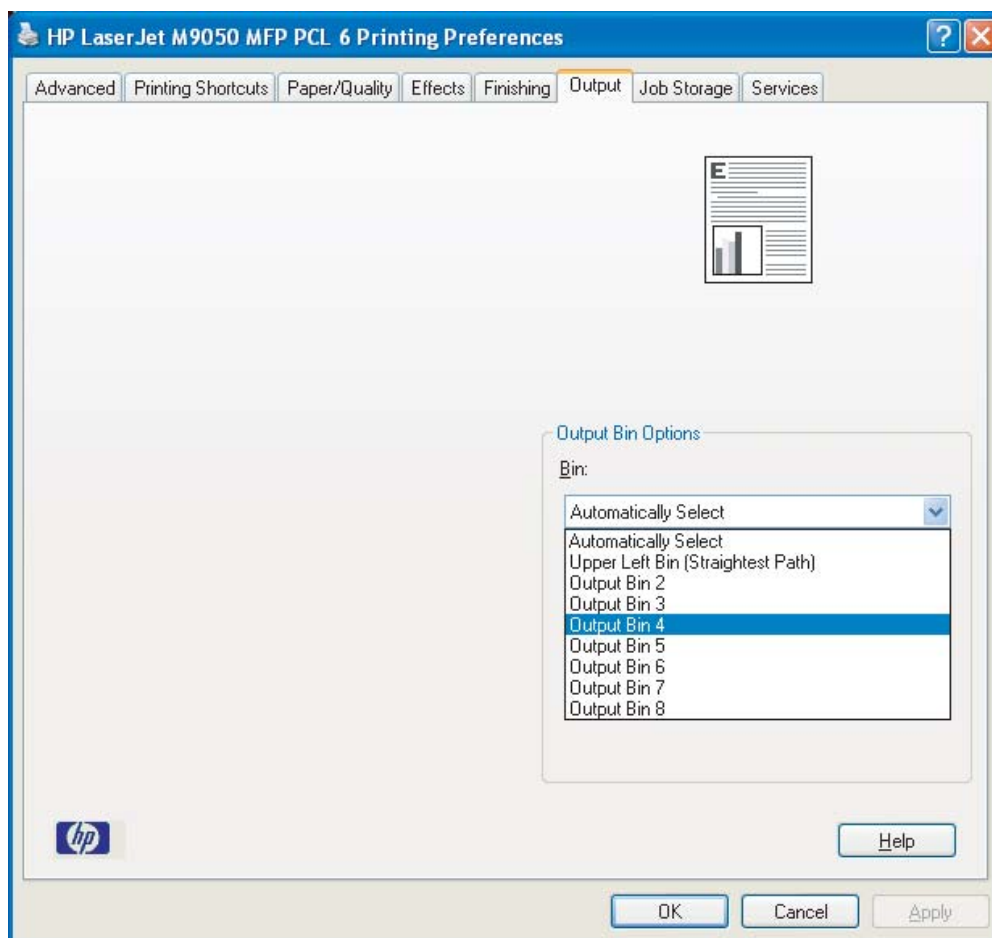 HP LaserJet M9050 MFP PCL 6 Printing Preferences
Advanced Printing Shortcuts Paper/Quality Effects Finishing Output Job Storage Services
E
Output Bin Options
Bin:
Automatically Select
Automatically Select
Upper Left Bin (Straightest Path)
Output Bin 2
Output Bin 3
Output Bin 4
Output Bin 5
Output Bin 6
Output Bin 7
Output Bin 8
hp
Help
OK Cancel Apply